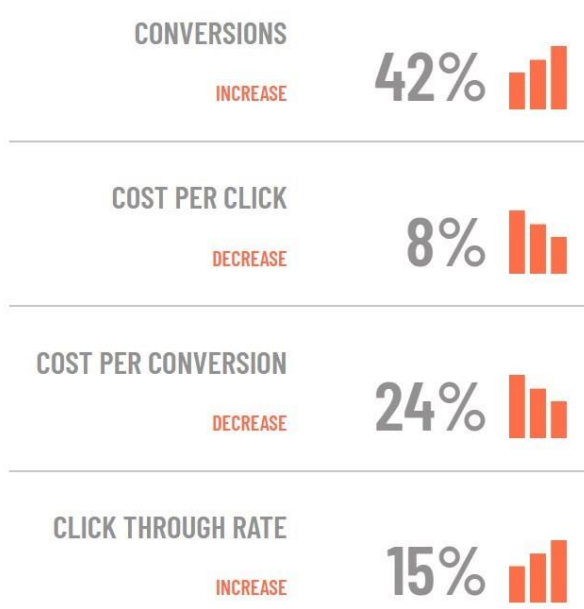 CONVERSIONS
INCREASE
42%
COST PER CLICK
DECREASE
8%
COST PER CONVERSION
DECREASE
24%
CLICK THROUGH RATE
INCREASE
15%